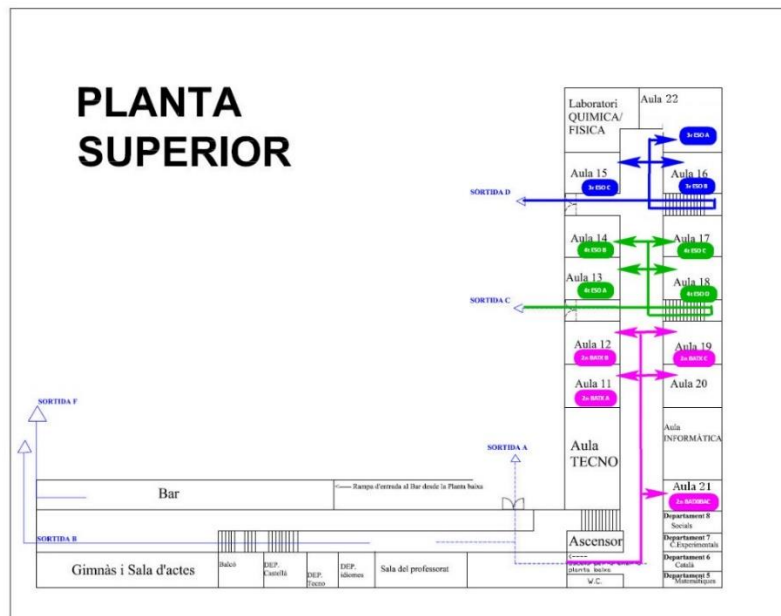 PLANTA
SUPERIOR
Laboratori
QUIMICA/
FISICA
Aula 22
3r ESO A
Aula 15
3r ESO C
Aula 16
3r ESO B
SORTIDA D
Aula 14
4t ESO B
Aula 17
4t ESO C
Aula 13
4t ESO A
Aula 18
4t ESO D
SORTIDA C
Aula 12
2n BATX B
Aula 19
2n BATX C
Aula 11
2n BATX A
Aula 20
SORTIDA F
Aula
TECNO
Aula
INFORMÀTICA
SORTIDA A
Bar
<---- Rampa d'entrada al Bar desde la Planta baixa
Aula 21
2n BATXIBAC
Departament 8
Socials
SORTIDA B
Ascensor
Departament 7
C.Experimentals
Gimnàs i Sala d'actes
Balcó
DEP.
Castellà
DEP.
Tecno
DEP.
idiomes
Sala del professorat
<----
planta baixa
W.C.
Departament 6
Català
Departament 5
Matemàtiques